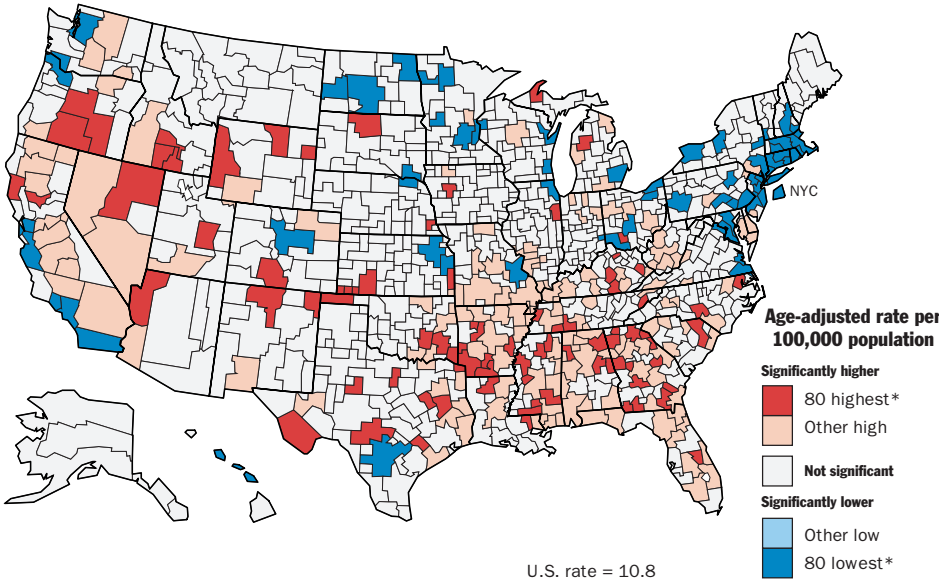 NYC
Age-adjusted rate per
100,000 population
Significantly higher
80 highest*
Other high
Not significant
Significantly lower
Other low
80 lowest*
U.S. rate = 10.8